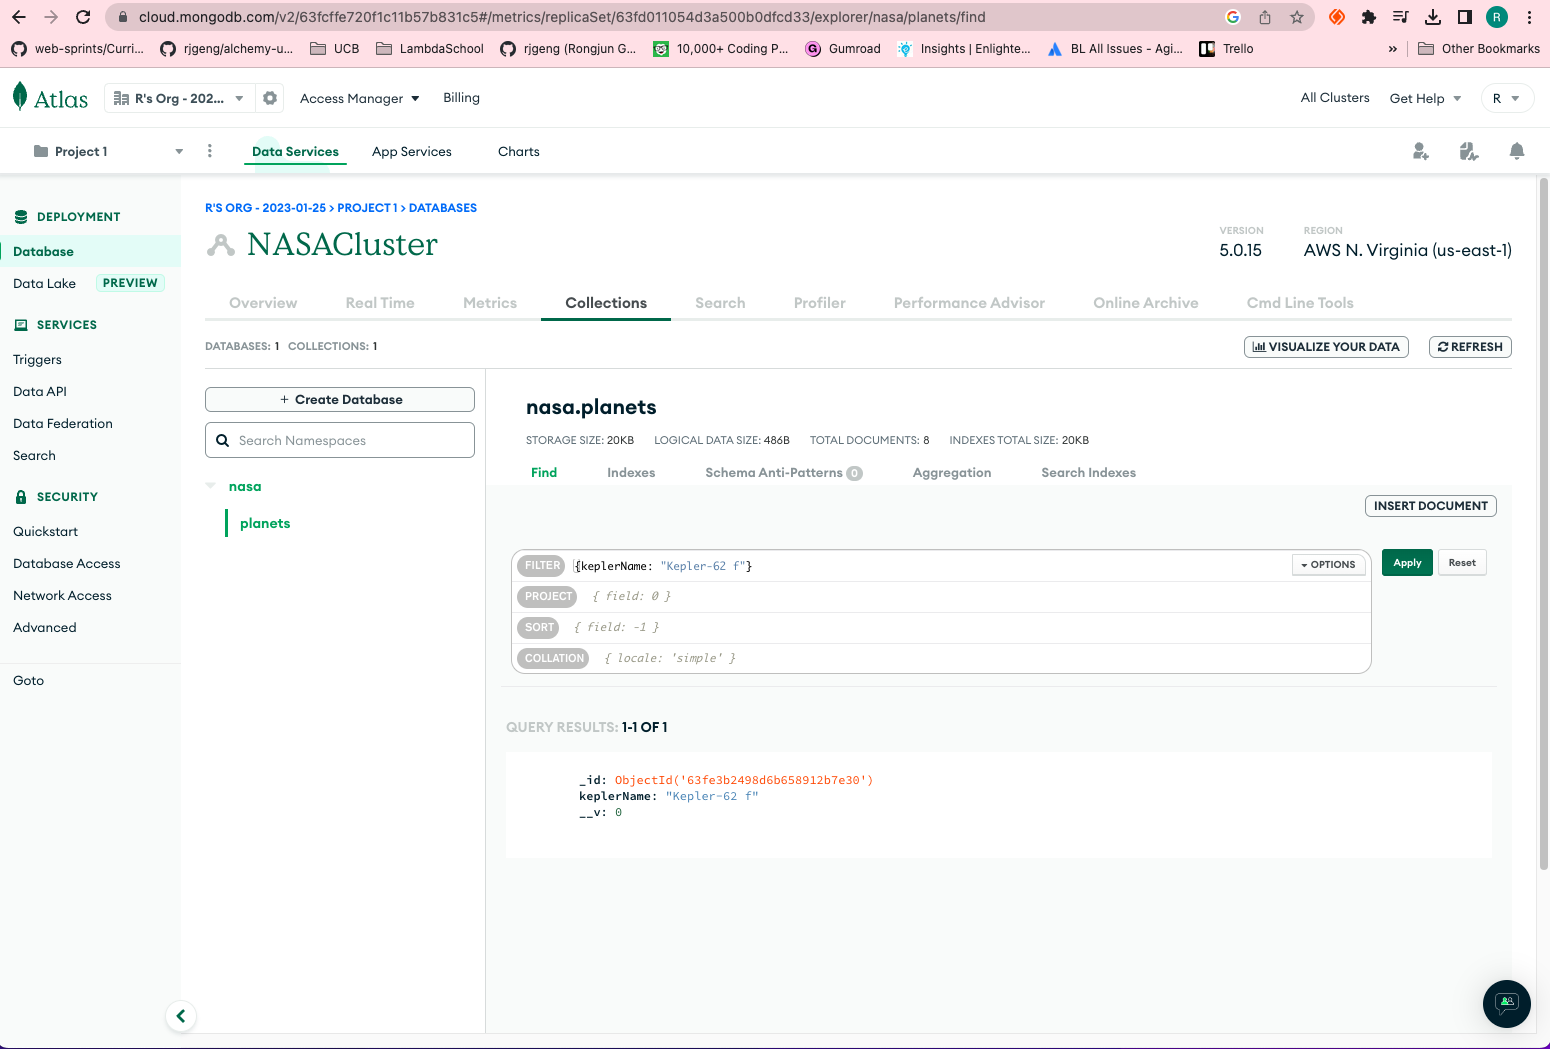 cloud.mongodb.com/v2/63fcffe720f1c11b57b831c5#/metrics/replicaSet/63fd011054d3a500b0dfcd33/explorer/nasa/planets/find
R
web-sprints/Curri... rjgeng/alchemy-u... UCB LambdaSchool rjgeng (Rongjun G... 10,000+ Coding P... Gumroad Insights | Enlighte... BL All Issues - Agi... Trello » Other Bookmarks
Atlas R's Org - 202... Access Manager Billing All Clusters Get Help R
Project 1 Data Services App Services Charts
DEPLOYMENT
Database
Data Lake PREVIEW
SERVICES
Triggers
Data API
Data Federation
Search
SECURITY
Quickstart
Database Access
Network Access
Advanced
Goto
R'S ORG - 2023-01-25 > PROJECT 1 > DATABASES
NASACluster
VERSION REGION
5.0.15 AWS N. Virginia (us-east-1)
Overview Real Time Metrics Collections Search Profiler Performance Advisor Online Archive Cmd Line Tools
DATABASES: 1 COLLECTIONS: 1
VISUALIZE YOUR DATA REFRESH
+ Create Database
Search Namespaces
nasa
planets
nasa.planets
STORAGE SIZE: 20KB LOGICAL DATA SIZE: 486B TOTAL DOCUMENTS: 8 INDEXES TOTAL SIZE: 20KB
Find Indexes Schema Anti-Patterns 0 Aggregation Search Indexes
INSERT DOCUMENT
FILTER {keplerName: "Kepler-62 f"} OPTIONS Apply Reset
PROJECT { field: 0 }
SORT { field: -1 }
COLLATION { locale: 'simple' }
QUERY RESULTS: 1-1 OF 1
_id: ObjectId('63fe3b2498d6b658912b7e30')
keplerName: "Kepler-62 f"
__v: 0